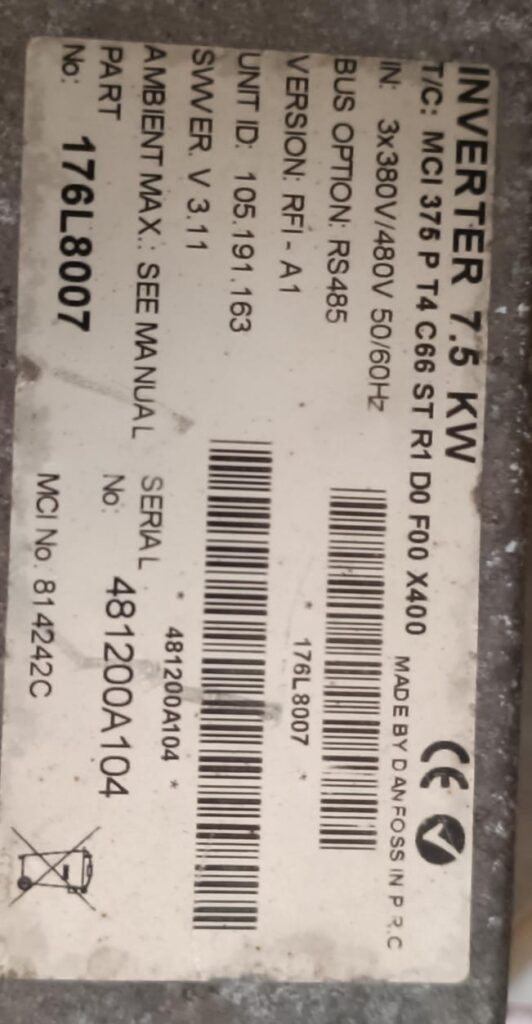 INVERTER 7.5 KW
T/C: MCI 375 P T4 C66 ST R1 D0 F00 X400
IN: 3x380V/480V 50/60Hz
MADE BY DANFOSS IN P.R.C
BUS OPTION: RS485
* 176L8007 *
VERSION: RFI - A1
UNIT ID: 105.191.163
SW VER. V 3.11
* 481200A104 *
AMBIENT MAX.: SEE MANUAL
PART
No: 176L8007
SERIAL
No: 481200A104
MCI No. 814242C
CE